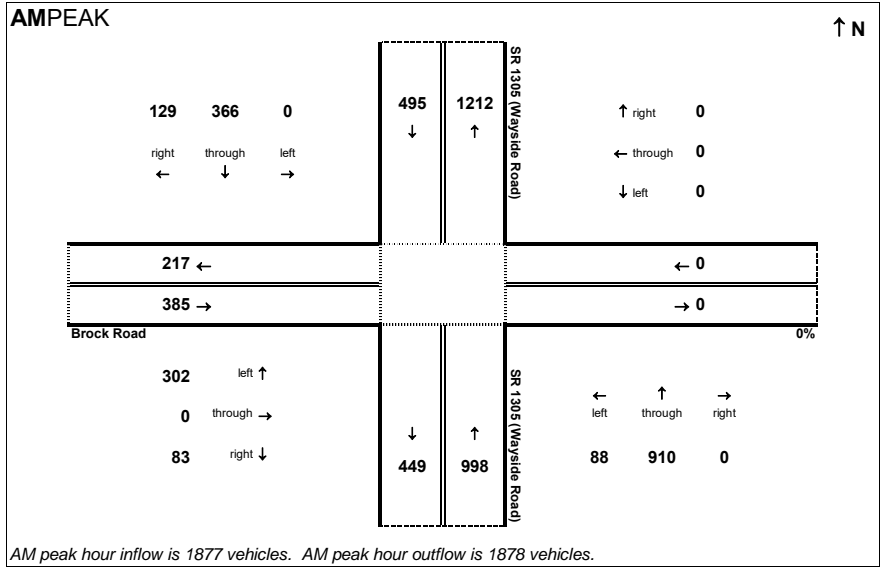 AMPEAK
↑ N
SR 1305 (Wayside Road)
495 1212
↓ ↑
129 366 0
right through left
← ↓ →
↑ right 0
← through 0
↓ left 0
217 ←
← 0
385 →
→ 0
Brock Road
0%
302 left ↑
0 through →
83 right ↓
↓ ↑
449 998
SR 1305 (Wayside Road)
← ↑ →
left through right
88 910 0
AM peak hour inflow is 1877 vehicles. AM peak hour outflow is 1878 vehicles.